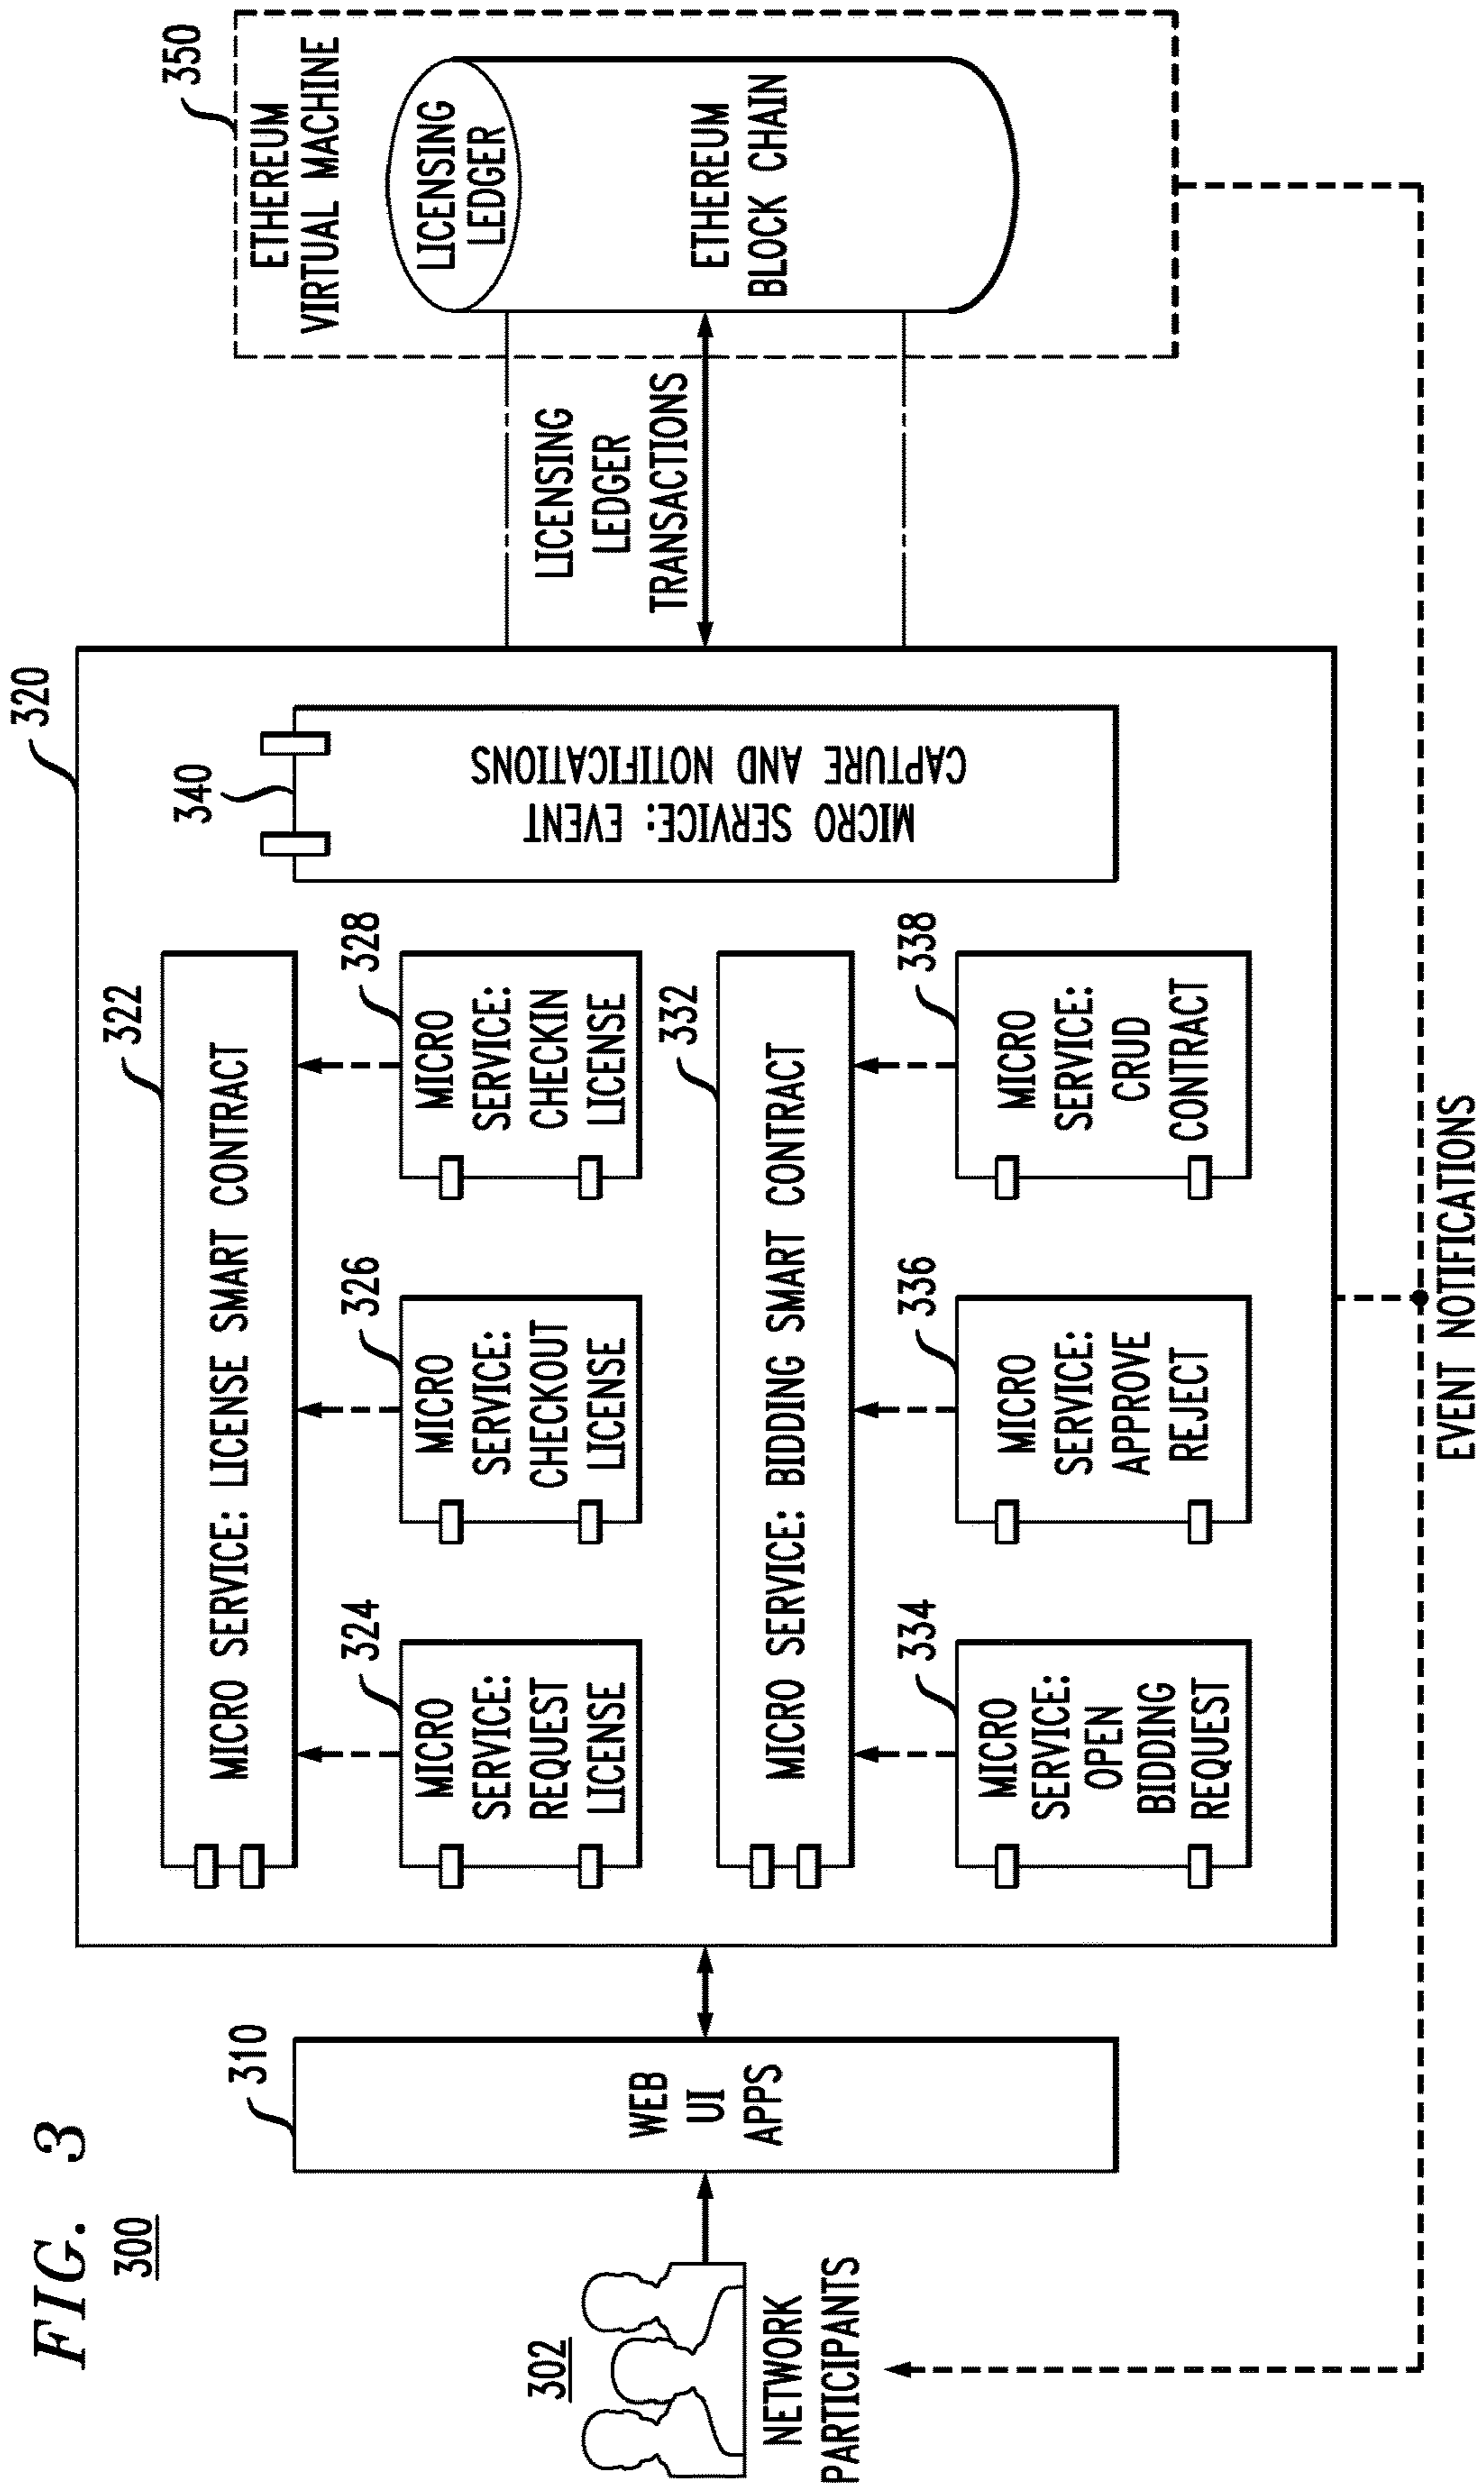 FIG. 3
300
302
NETWORK
PARTICIPANTS
310
WEB
UI
APPS
320
322
MICRO SERVICE: LICENSE SMART CONTRACT
324
MICRO
SERVICE:
REQUEST
LICENSE
326
MICRO
SERVICE:
CHECKOUT
LICENSE
328
MICRO
SERVICE:
CHECKIN
LICENSE
332
MICRO SERVICE: BIDDING SMART CONTRACT
334
MICRO
SERVICE:
OPEN
BIDDING
REQUEST
336
MICRO
SERVICE:
APPROVE
REJECT
338
MICRO
SERVICE:
CRUD
CONTRACT
340
MICRO SERVICE: EVENT
CAPTURE AND NOTIFICATIONS
LICENSING
LEDGER
TRANSACTIONS
350
ETHEREUM
VIRTUAL MACHINE
LICENSING
LEDGER
ETHEREUM
BLOCK CHAIN
EVENT NOTIFICATIONS